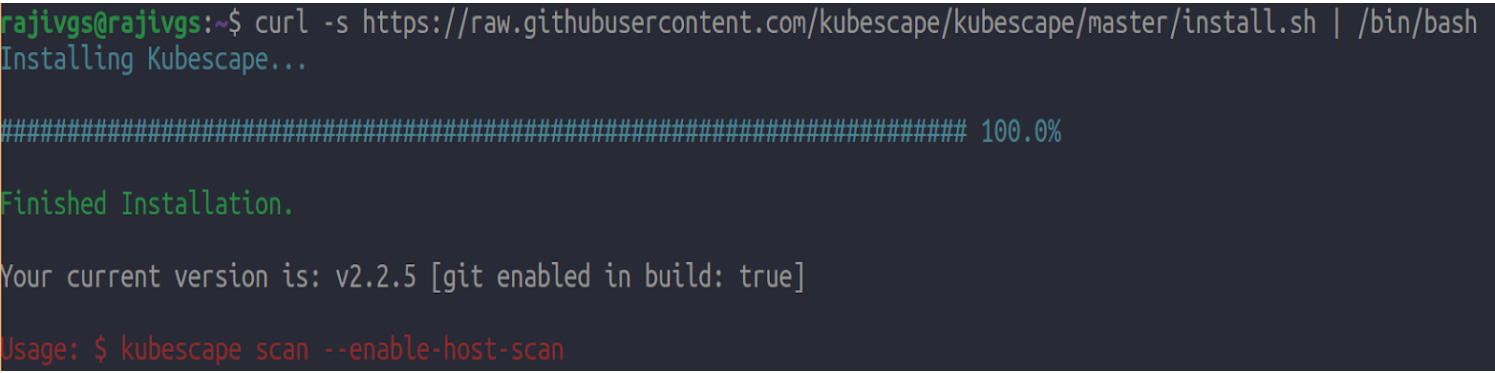 rajivgs@rajivgs:~$ curl -s https://raw.githubusercontent.com/kubescape/kubescape/master/install.sh | /bin/bash
Installing Kubescape...
######################################################################## 100.0%
Finished Installation.
Your current version is: v2.2.5 [git enabled in build: true]
Usage: $ kubescape scan --enable-host-scan